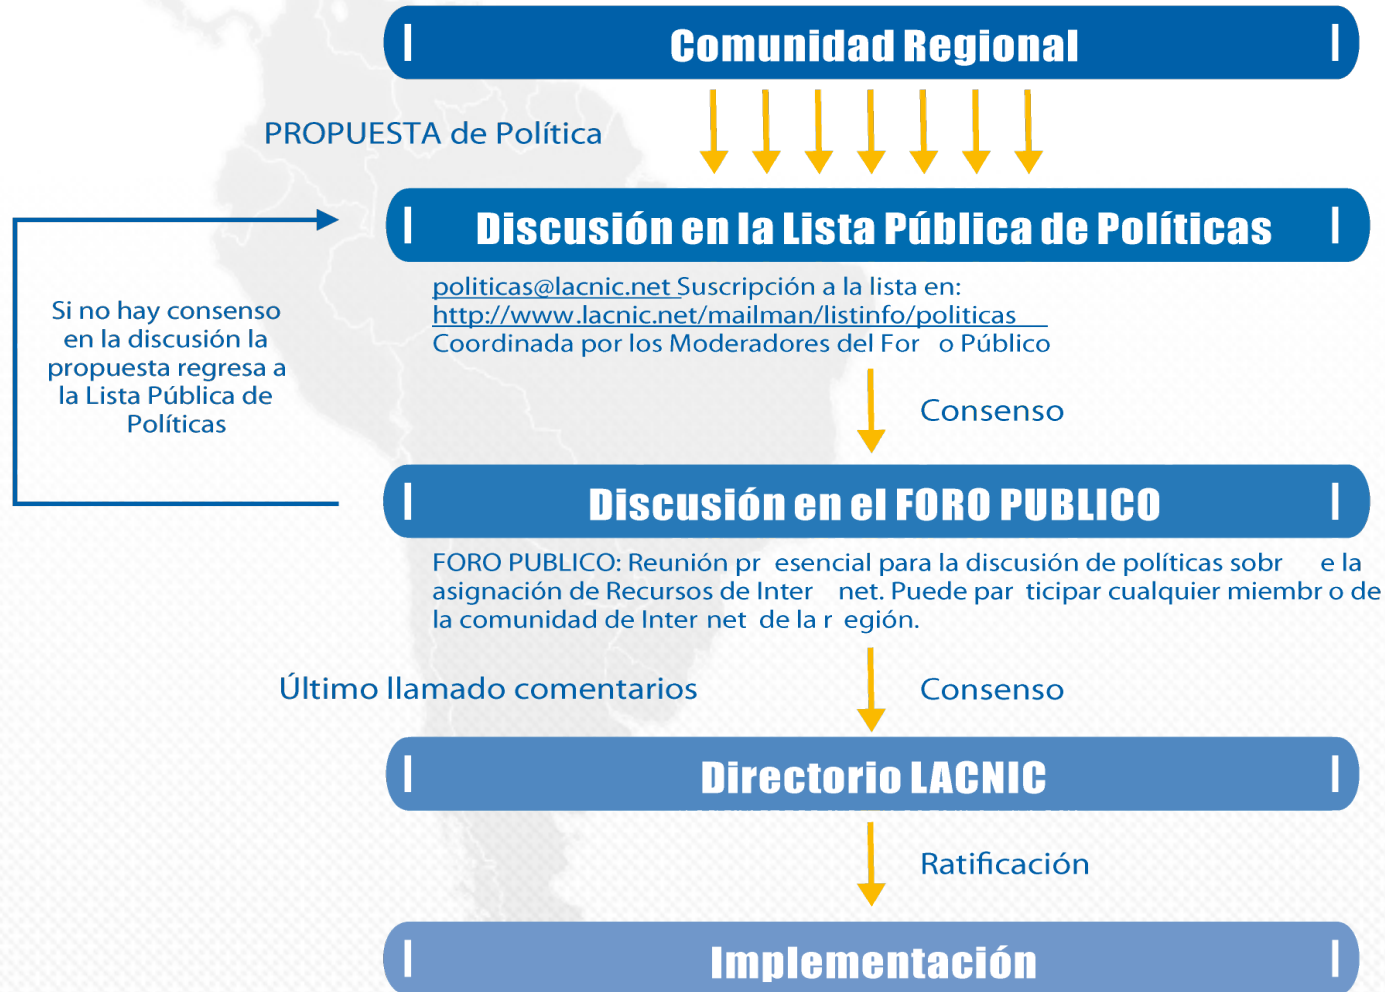 Comunidad Regional
PROPUESTA de Política
Discusión en la Lista Pública de Políticas
politicas@lacnic.net Suscripción a la lista en:
http://www.lacnic.net/mailman/listinfo/politicas
Coordinada por los Moderadores del For o Público
Si no hay consenso
en la discusión la
propuesta regresa a
la Lista Pública de
Políticas
Consenso
Discusión en el FORO PUBLICO
FORO PUBLICO: Reunión pr esencial para la discusión de políticas sobr e la
asignación de Recursos de Inter net. Puede par ticipar cualquier miembr o de
la comunidad de Inter net de la r egión.
Último llamado comentarios
Consenso
Directorio LACNIC
Ratificación
Implementación